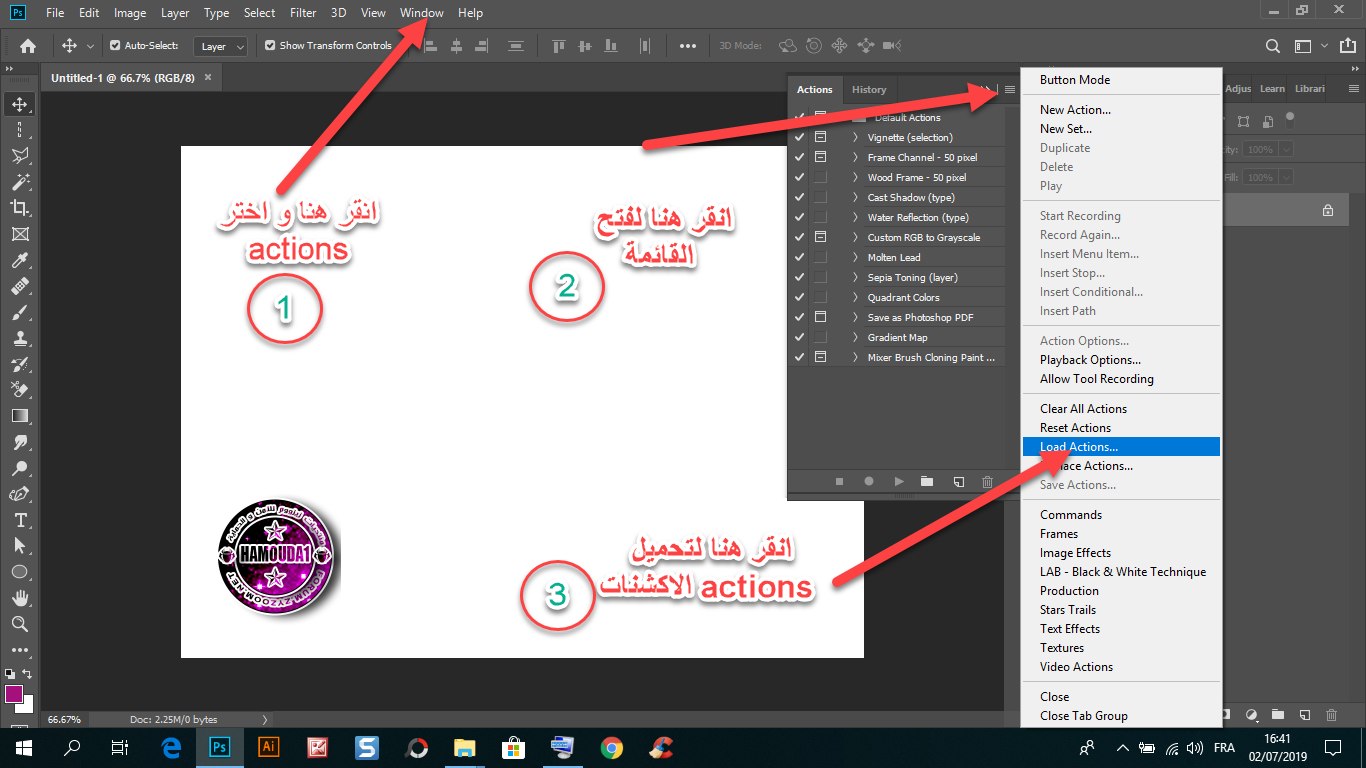 File Edit Image Layer Type Select Filter 3D View Window Help
Auto-Select: Layer Show Transform Controls 3D Mode:
Untitled-1 @ 66.7% (RGB/8)
Actions History
Default Actions
Vignette (selection)
Frame Channel - 50 pixel
Wood Frame - 50 pixel
Cast Shadow (type)
Water Reflection (type)
Custom RGB to Grayscale
Molten Lead
Sepia Toning (layer)
Quadrant Colors
Save as Photoshop PDF
Gradient Map
Mixer Brush Cloning Paint ...
Button Mode
New Action...
New Set...
Duplicate
Delete
Play
Start Recording
Record Again...
Insert Menu Item...
Insert Stop...
Insert Conditional...
Insert Path
Action Options...
Playback Options...
Allow Tool Recording
Clear All Actions
Reset Actions
Load Actions...
lace Actions...
Save Actions...
Commands
Frames
Image Effects
LAB - Black & White Technique
Production
Stars Trails
Text Effects
Textures
Video Actions
Close
Close Tab Group
Adjus Learn Librari
100%
Fill: 100%
انقر هنا و اختر
actions
1
انقر هنا لفتح
القائمة
2
انقر هنا لتحميل
الاكشنات actions
3
HAMOUDA1
FORUM.ZYZOOM.NET
66.67% Doc: 2.25M/0 bytes
FRA
16:41
02/07/2019